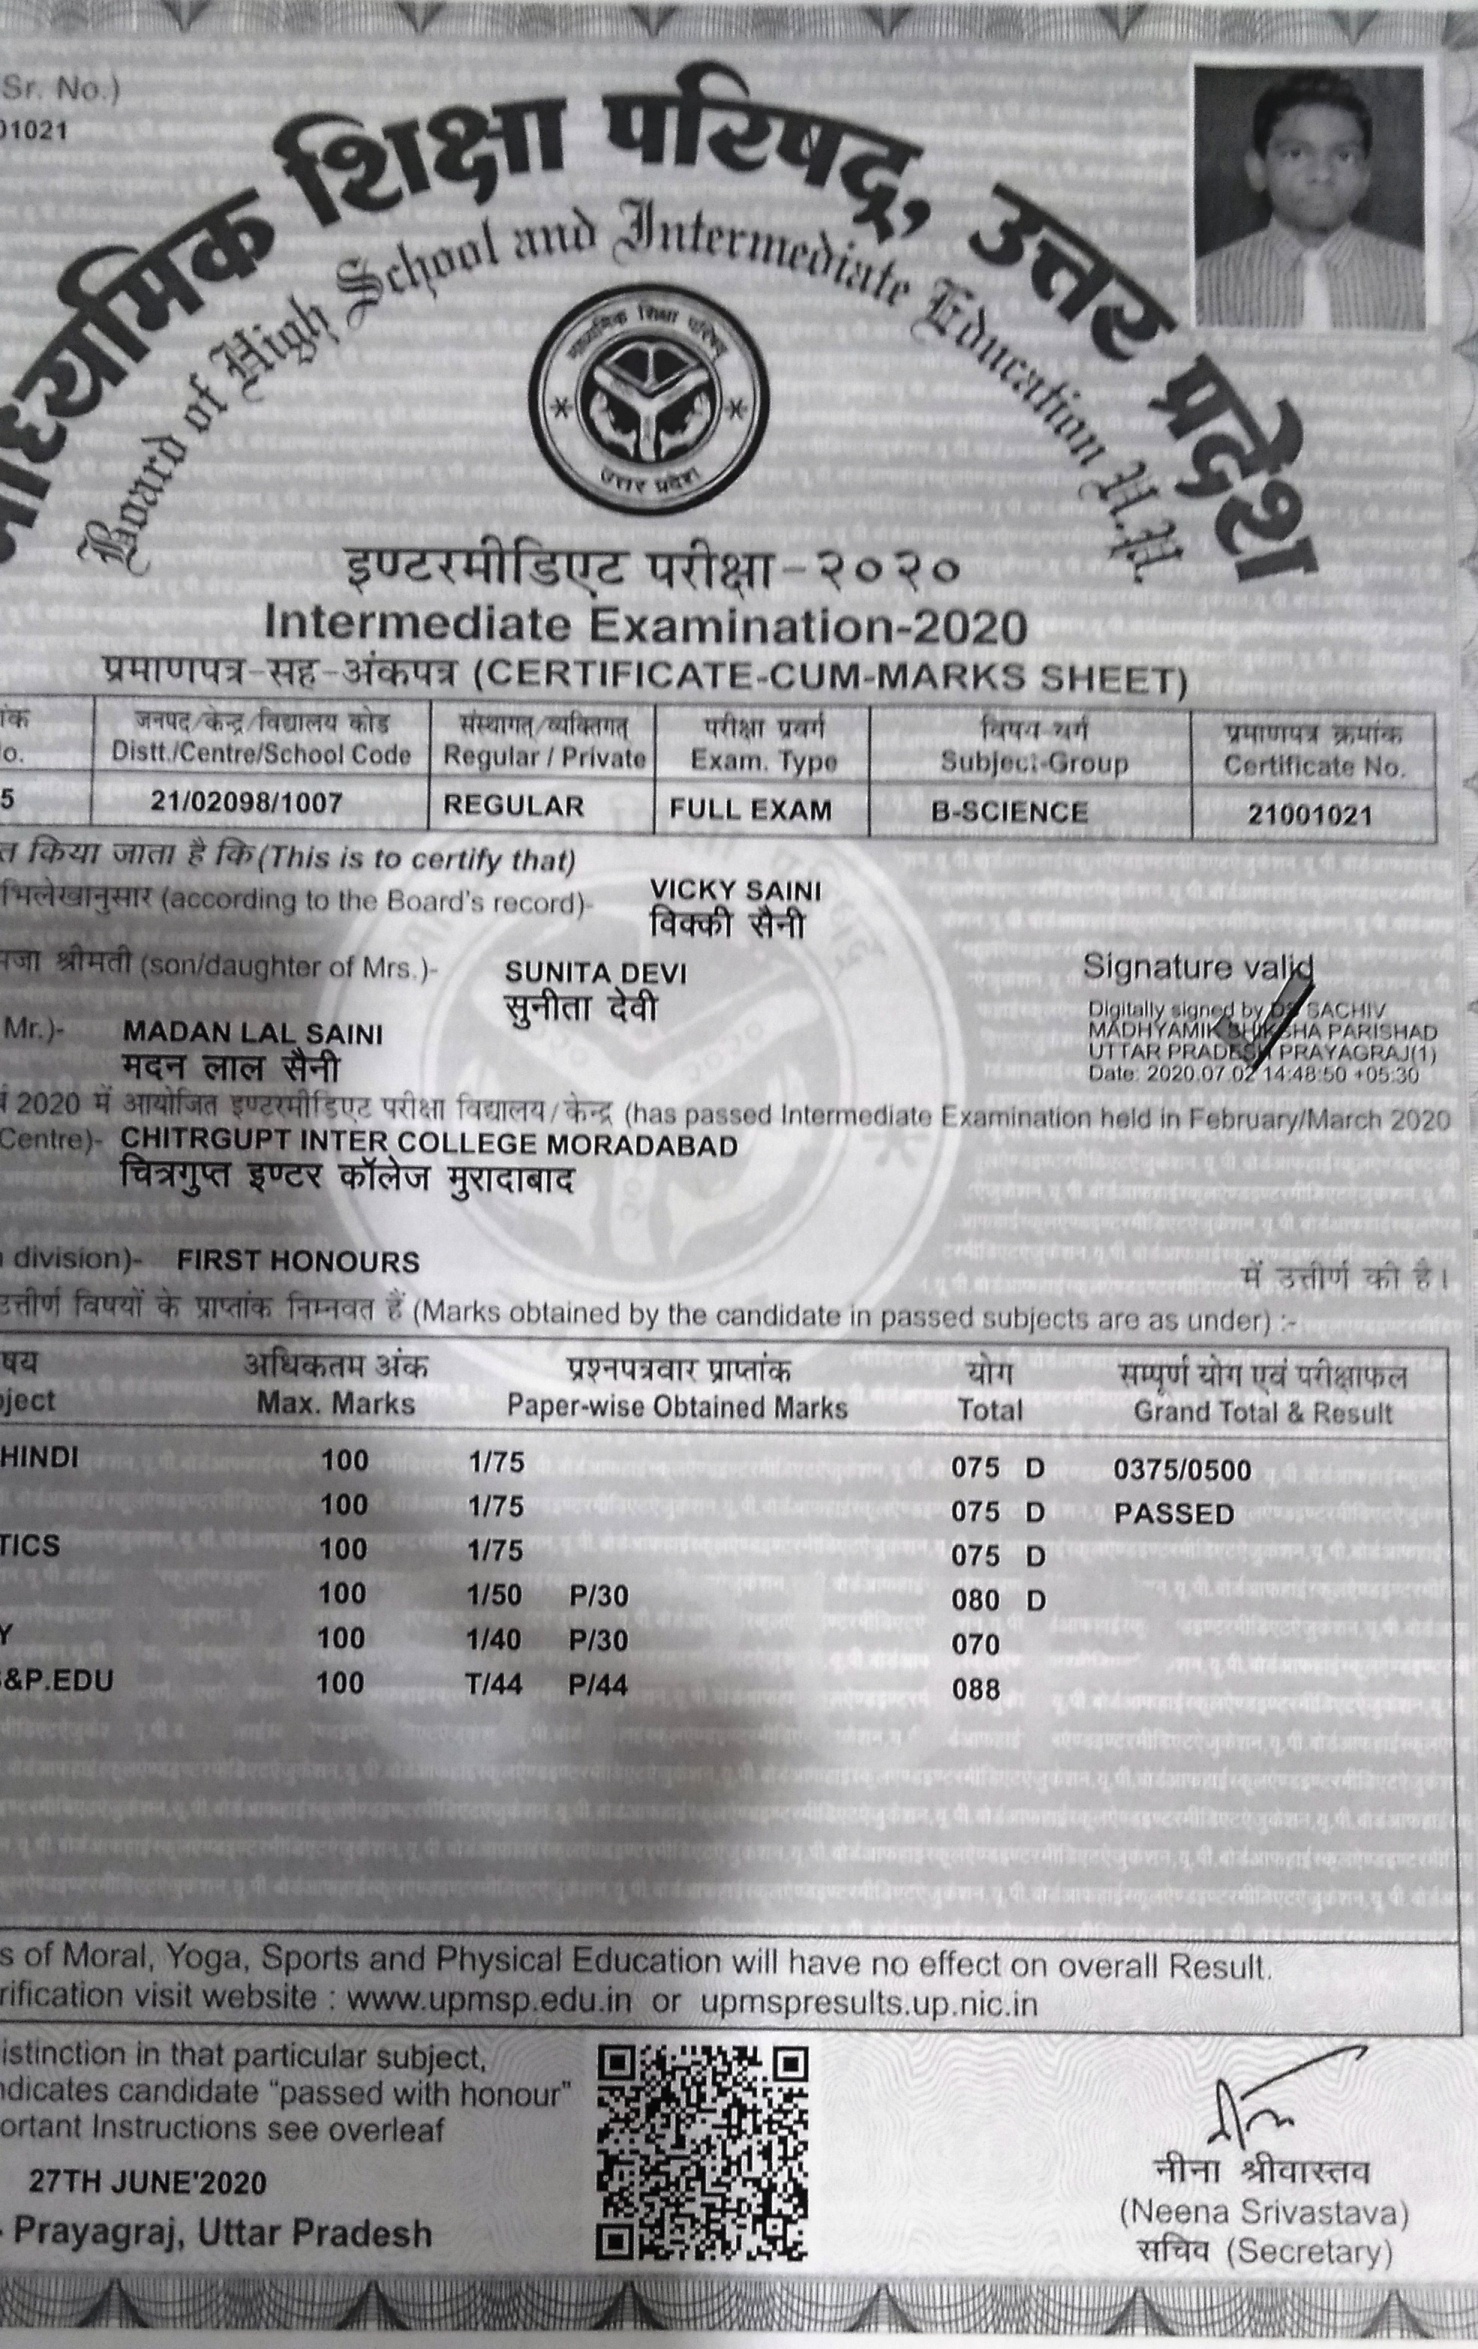 Sr. No.)
01021
माध्यमिक शिक्षा परिषद्, उत्तर प्रदेश
Board of High School and Intermediate Education U.P.
माध्यमिक शिक्षा परिषद्
उत्तर प्रदेश
इण्टरमीडिएट परीक्षा-२०२०
Intermediate Examination-2020
प्रमाणपत्र-सह-अंकपत्र (CERTIFICATE-CUM-MARKS SHEET)
जनपद/केन्द्र/विद्यालय कोड संस्थागत/व्यक्तिगत परीक्षा प्रवर्ग विषय वर्ग प्रमाणपत्र क्रमांक
o. Distt./Centre/School Code Regular / Private Exam. Type Subject-Group Certificate No.
5 21/02098/1007 REGULAR FULL EXAM B-SCIENCE 21001021
त किया जाता है कि (This is to certify that)
भिलेखानुसार (according to the Board's record)- VICKY SAINI
विक्की सैनी
मजा श्रीमती (son/daughter of Mrs.)- SUNITA DEVI
सुनीता देवी
Signature valid
Digitally signed by DS SACHIV
MADHYAMIK SHIKSHA PARISHAD
UTTAR PRADESH PRAYAGRAJ(1)
Date: 2020.07.02 14:48:50 +05:30
Mr.)- MADAN LAL SAINI
मदन लाल सैनी
2020 में आयोजित इण्टरमीडिएट परीक्षा विद्यालय/केन्द्र (has passed Intermediate Examination held in February/March 2020
Centre)- CHITRGUPT INTER COLLEGE MORADABAD
चित्रगुप्त इण्टर कॉलेज मुरादाबाद
division)- FIRST HONOURS में उत्तीर्ण की है।
उत्तीर्ण विषयों के प्राप्तांक निम्नवत हैं (Marks obtained by the candidate in passed subjects are as under) :-
षय अधिकतम अंक प्रश्नपत्रवार प्राप्तांक योग सम्पूर्ण योग एवं परीक्षाफल
ject Max. Marks Paper-wise Obtained Marks Total Grand Total & Result
HINDI 100 1/75 075 D 0375/0500
100 1/75 075 D PASSED
TICS 100 1/75 075 D
100 1/50 P/30 080 D
Y 100 1/40 P/30 070
S&P.EDU 100 T/44 P/44 088
s of Moral, Yoga, Sports and Physical Education will have no effect on overall Result.
rification visit website : www.upmsp.edu.in or upmspresults.up.nic.in
istinction in that particular subject,
ndicates candidate "passed with honour"
ortant Instructions see overleaf
27TH JUNE'2020
- Prayagraj, Uttar Pradesh
नीना श्रीवास्तव
(Neena Srivastava)
सचिव (Secretary)